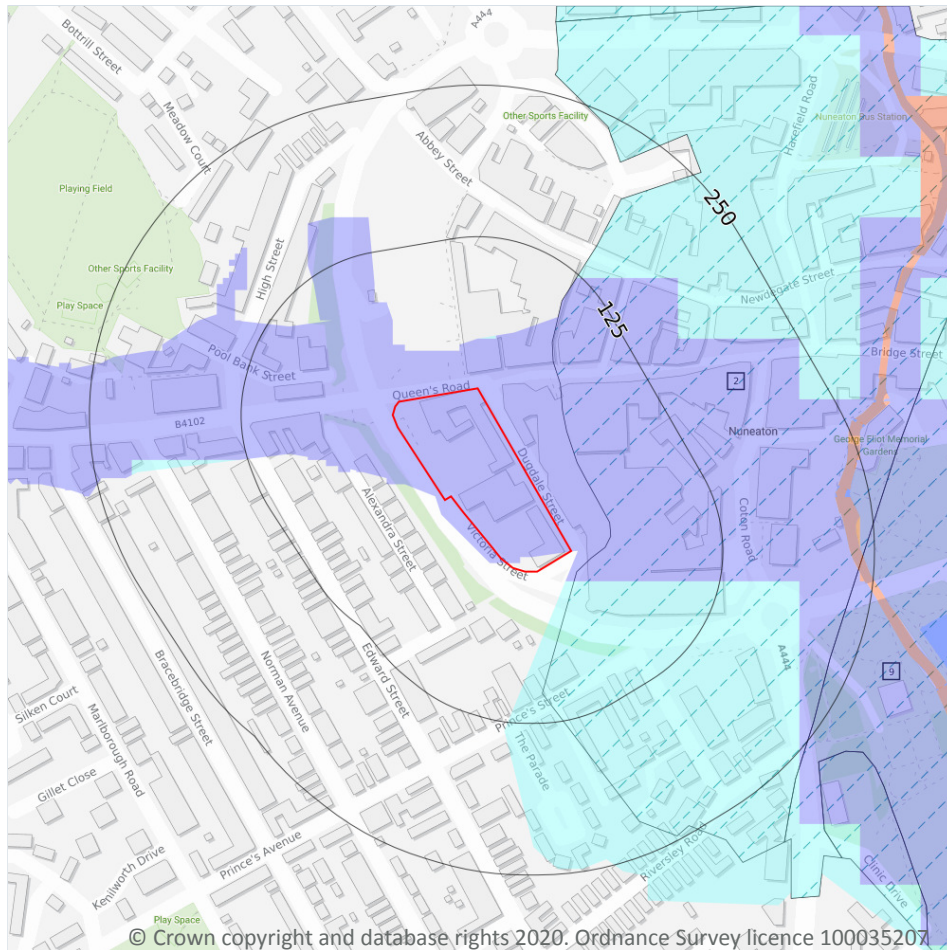 A444
Bottrill Street
Meadow Court
Abbey Street
Other Sports Facility
Harefield Road
Nuneaton Bus Station
Playing Field
250
High Street
Other Sports Facility
Newdegate Street
Play Space
125
Bridge Street
Pool Bank Street
Queen's Road
2
B4102
Noneaton
George Eliot Memorial
Gardens
Dugdale Street
Alexandra Street
Coton Road
Victoria Street
A444
Edward Street
9
Norman Avenue
Bracebridge Street
Prince's Street
Silken Court
Marlborough Road
The Parade
Gillet Close
Riversley Road
Prince's Avenue
Kenilworth Drive
Clinic Drive
Play Space
© Crown copyright and database rights 2020. Ordnance Survey licence 100035207.